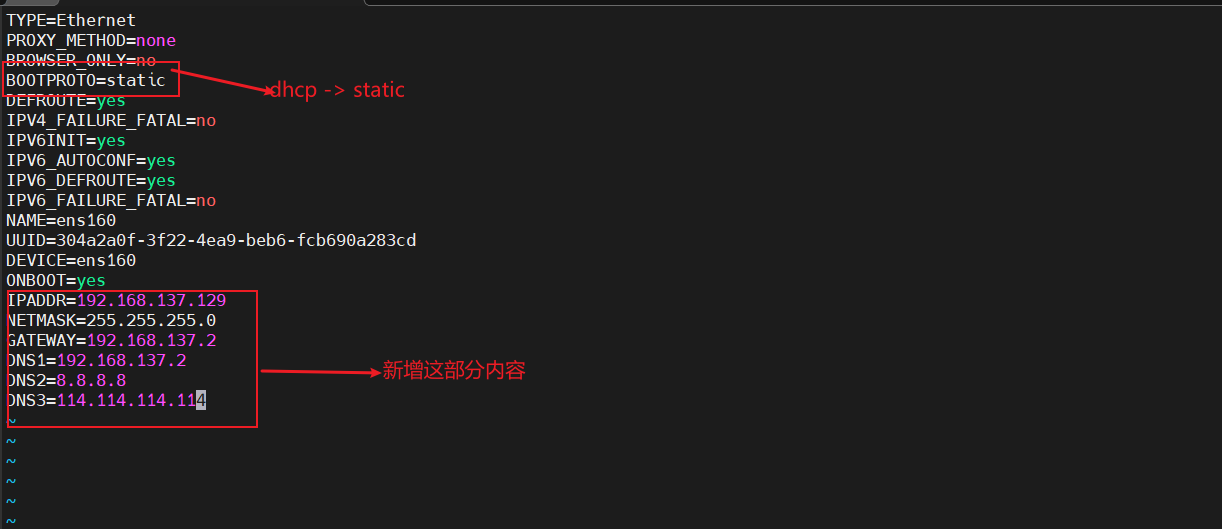 TYPE=Ethernet
PROXY_METHOD=none
BROWSER_ONLY=no
BOOTPROTO=static
dhcp -> static
DEFROUTE=yes
IPV4_FAILURE_FATAL=no
IPV6INIT=yes
IPV6_AUTOCONF=yes
IPV6_DEFROUTE=yes
IPV6_FAILURE_FATAL=no
NAME=ens160
UUID=304a2a0f-3f22-4ea9-beb6-fcb690a283cd
DEVICE=ens160
ONBOOT=yes
IPADDR=192.168.137.129
NETMASK=255.255.255.0
GATEWAY=192.168.137.2
DNS1=192.168.137.2
新增这部分内容
DNS2=8.8.8.8
DNS3=114.114.114.114
~
~
~
~
~
~